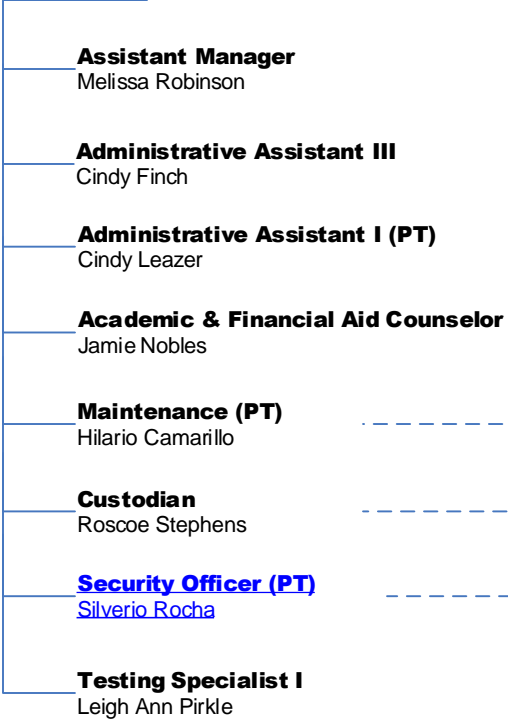 Assistant Manager
Melissa Robinson
Administrative Assistant III
Cindy Finch
Administrative Assistant I (PT)
Cindy Leazer
Academic & Financial Aid Counselor
Jamie Nobles
Maintenance (PT)
Hilario Camarillo
Custodian
Roscoe Stephens
Security Officer (PT)
Silverio Rocha
Testing Specialist I
Leigh Ann Pirkle